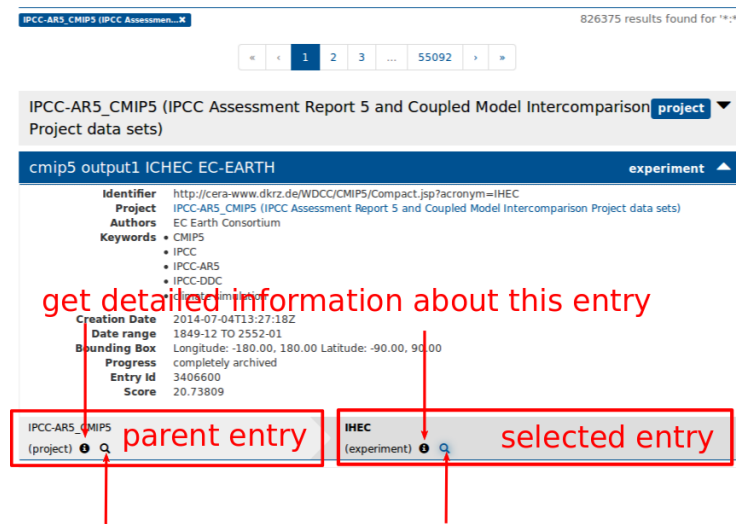 IPCC-AR5_CMIP5 (IPCC Assessmen...✖
826375 results found for '*:*
« ‹ 1 2 3 ... 55092 › »
IPCC-AR5_CMIP5 (IPCC Assessment Report 5 and Coupled Model Intercomparison project
Project data sets)
cmip5 output1 ICHEC EC-EARTH experiment
Identifier http://cera-www.dkrz.de/WDCC/CMIP5/Compact.jsp?acronym=IHEC
Project IPCC-AR5_CMIP5 (IPCC Assessment Report 5 and Coupled Model Intercomparison Project data sets)
Authors EC Earth Consortium
Keywords • CMIP5
• IPCC
• IPCC-AR5
• IPCC-DDC
• climate simulation
get detailed information about this entry
Creation Date 2014-07-04T13:27:18Z
Date range 1849-12 TO 2552-01
Bounding Box Longitude: -180.00, 180.00 Latitude: -90.00, 90.00
Progress completely archived
Entry Id 3406600
Score 20.73809
IPCC-AR5_CMIP5
(project)
parent entry
IHEC
(experiment)
selected entry